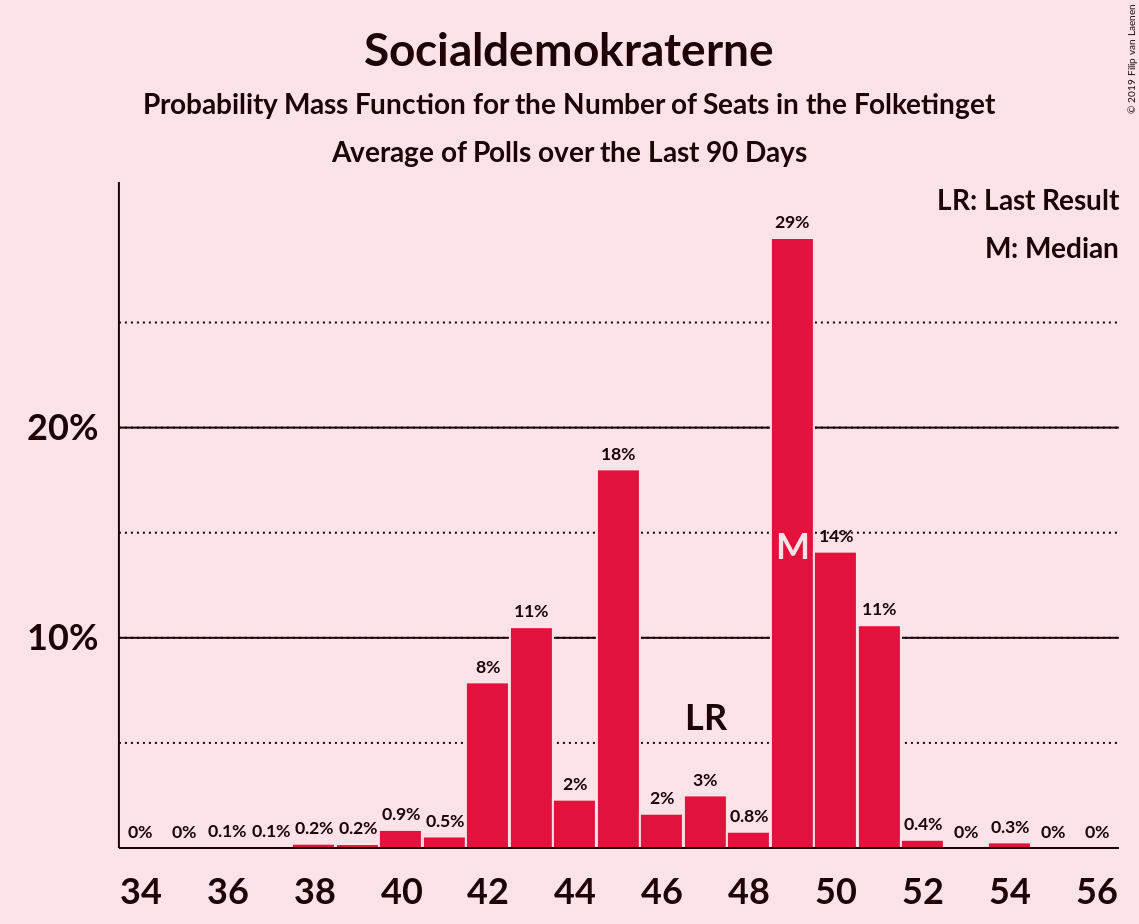 Socialdemokraterne
Probability Mass Function for the Number of Seats in the Folketinget
Average of Polls over the Last 90 Days
© 2019 Filip van Laenen
LR: Last Result
M: Median
20%
10%
0%
0%
0.1%
0.1%
0.2%
0.2%
0.9%
0.5%
8%
11%
2%
18%
2%
3%
LR
0.8%
29%
M
14%
11%
0.4%
0%
0.3%
0%
0%
34 36 38 40 42 44 46 48 50 52 54 56